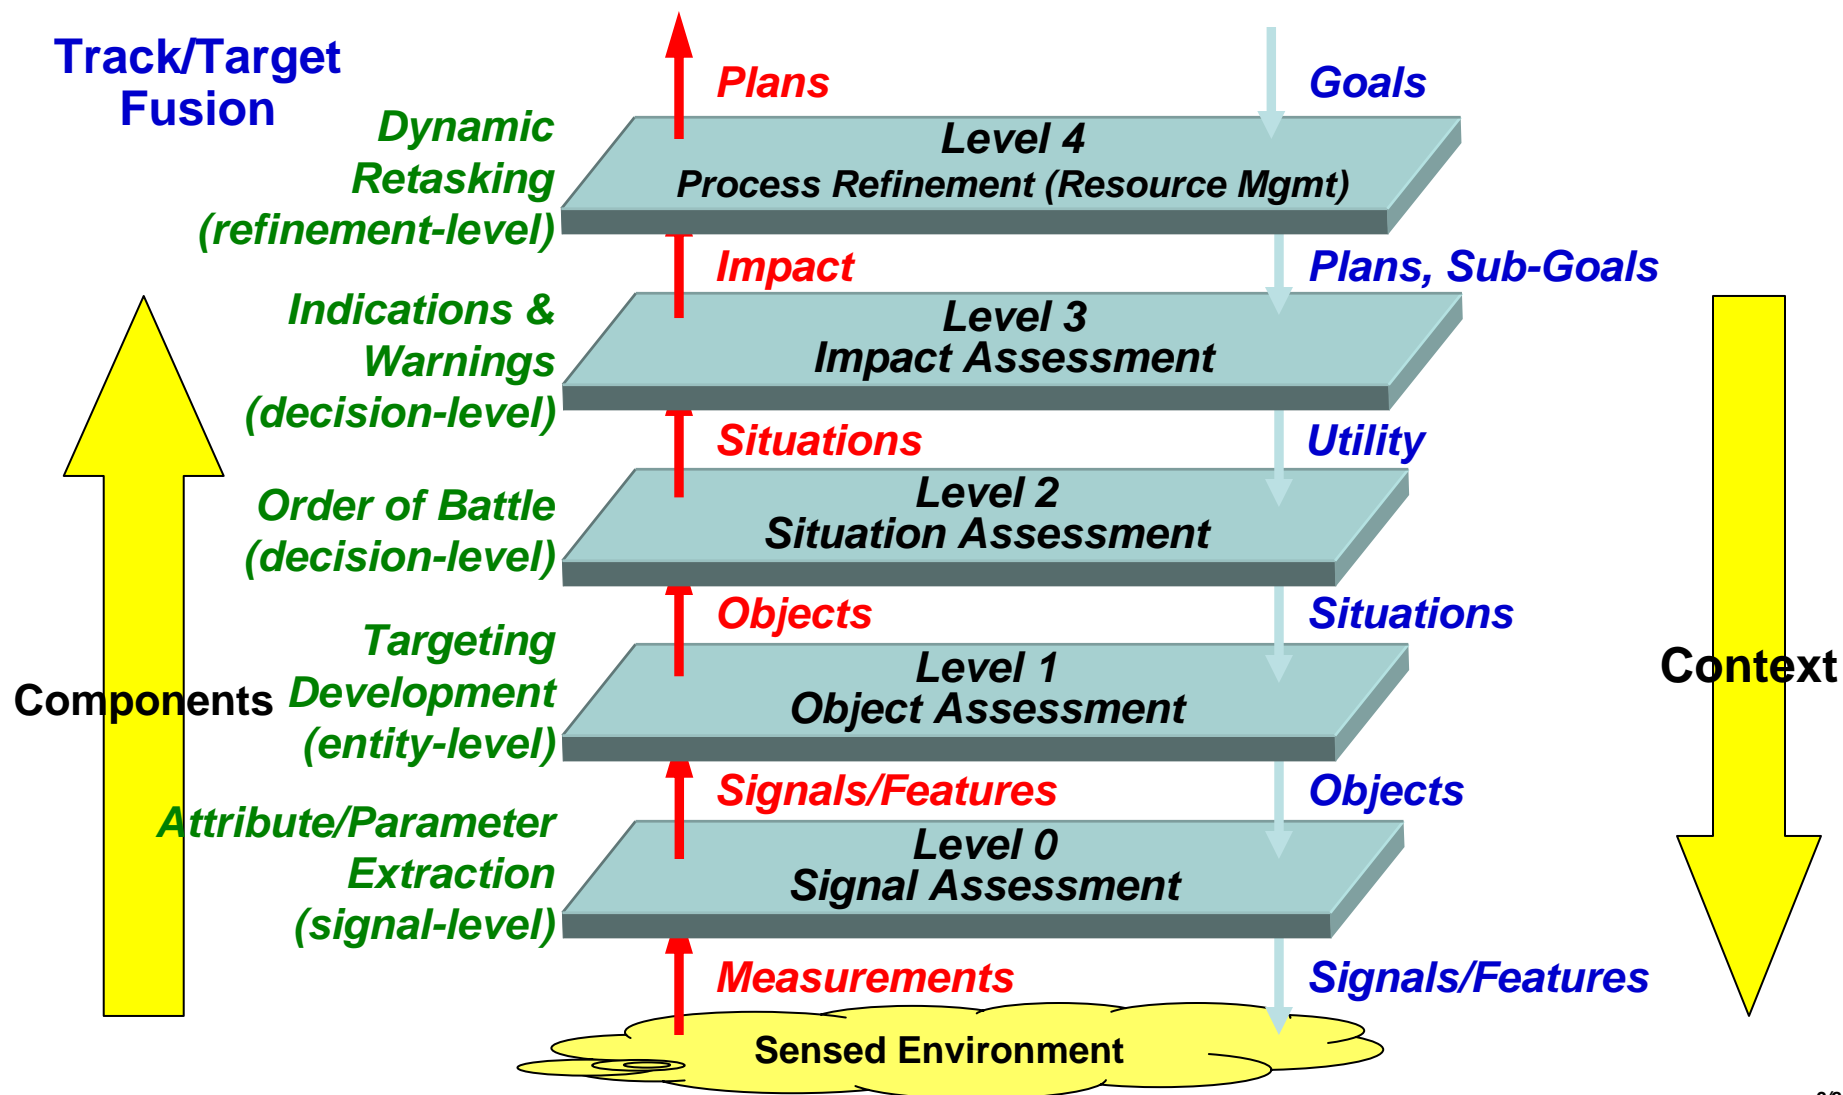 Track/Target
Fusion
Plans
Goals
Dynamic
Retasking
(refinement-level)
Level 4
Process Refinement (Resource Mgmt)
Impact
Plans, Sub-Goals
Indications &
Warnings
(decision-level)
Level 3
Impact Assessment
Situations
Utility
Order of Battle
(decision-level)
Level 2
Situation Assessment
Objects
Situations
Targeting
Development
(entity-level)
Level 1
Object Assessment
Components
Context
Signals/Features
Objects
Attribute/Parameter
Extraction
(signal-level)
Level 0
Signal Assessment
Measurements
Signals/Features
Sensed Environment